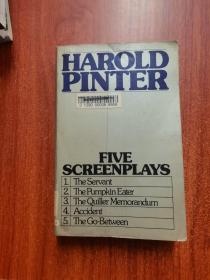 HAROLD
PINTER
FIVE
SCREENPLAYS
1. The Servant
2. The Pumpkin Eater
3. The Quiller Memorandum
4. Accident
5. The Go-Between